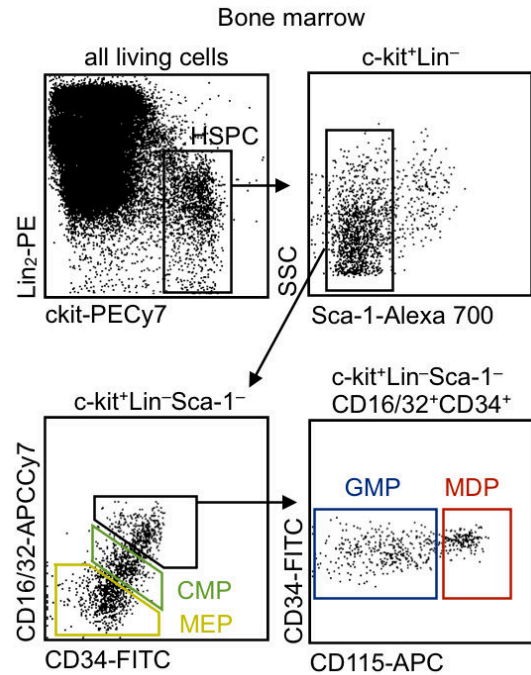 Bone marrow
all living cells
HSPC
Lin₂-PE
ckit-PECy7
c-kit⁺Lin⁻
SSC
Sca-1-Alexa 700
c-kit⁺Lin⁻Sca-1⁻
CD16/32-APCCy7
CMP
MEP
CD34-FITC
c-kit⁺Lin⁻Sca-1⁻
CD16/32⁺CD34⁺
GMP
MDP
CD34-FITC
CD115-APC